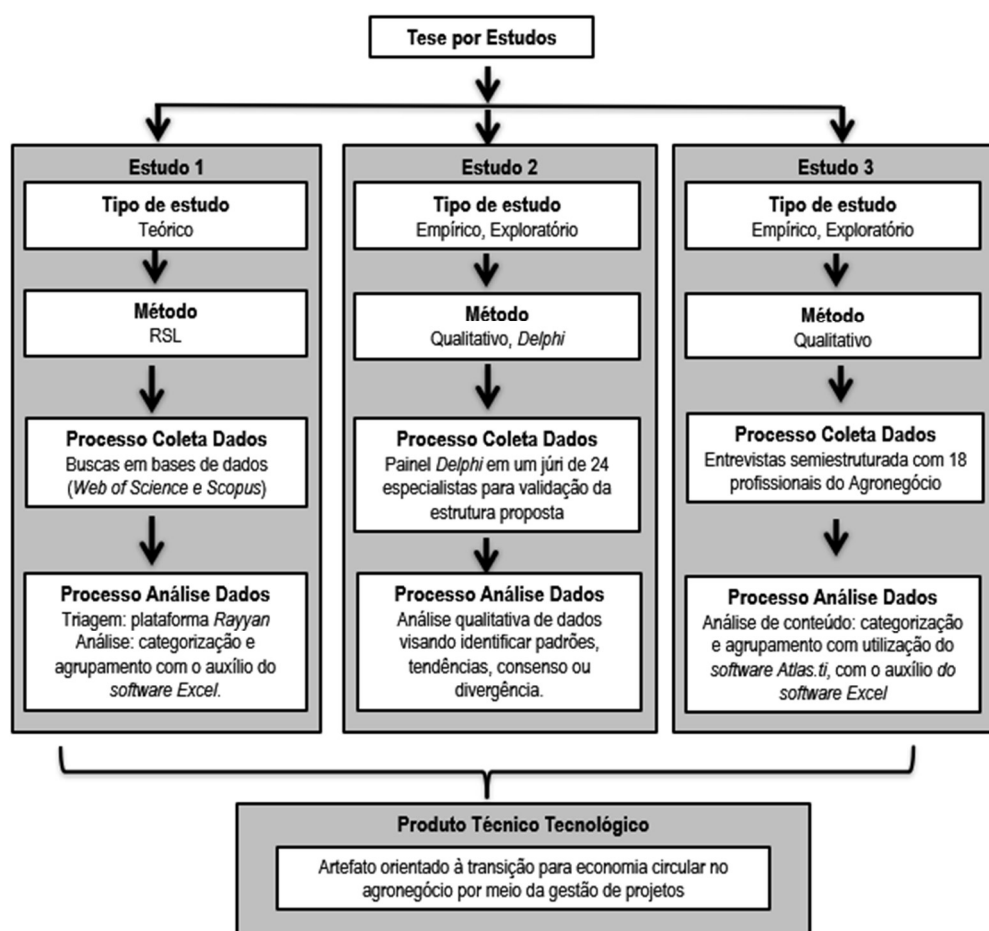 Tese por Estudos
Estudo 1
Tipo de estudo
Teórico
Método
RSL
Processo Coleta Dados
Buscas em bases de dados
(Web of Science e Scopus)
Processo Análise Dados
Triagem: plataforma Rayyan
Análise: categorização e
agrupamento com o auxílio do
software Excel.
Estudo 2
Tipo de estudo
Empírico, Exploratório
Método
Qualitativo, Delphi
Processo Coleta Dados
Painel Delphi em um júri de 24
especialistas para validação da
estrutura proposta
Processo Análise Dados
Análise qualitativa de dados
visando identificar padrões,
tendências, consenso ou
divergência.
Estudo 3
Tipo de estudo
Empírico, Exploratório
Método
Qualitativo
Processo Coleta Dados
Entrevistas semiestruturada com 18
profissionais do Agronegócio
Processo Análise Dados
Análise de conteúdo: categorização
e agrupamento com utilização do
software Atlas.ti, com o auxílio do
software Excel
Produto Técnico Tecnológico
Artefato orientado à transição para economia circular no
agronegócio por meio da gestão de projetos